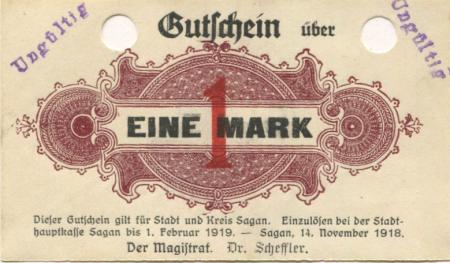 Ungültig
Ungültig
Gutschein über
1
EINE MARK
Dieser Gutschein gilt für Stadt und Kreis Sagan. Einzulösen bei der Stadt-
hauptkasse Sagan bis 1. Februar 1919. — Sagan, 14. November 1918.
Der Magistrat. Dr. Scheffler.